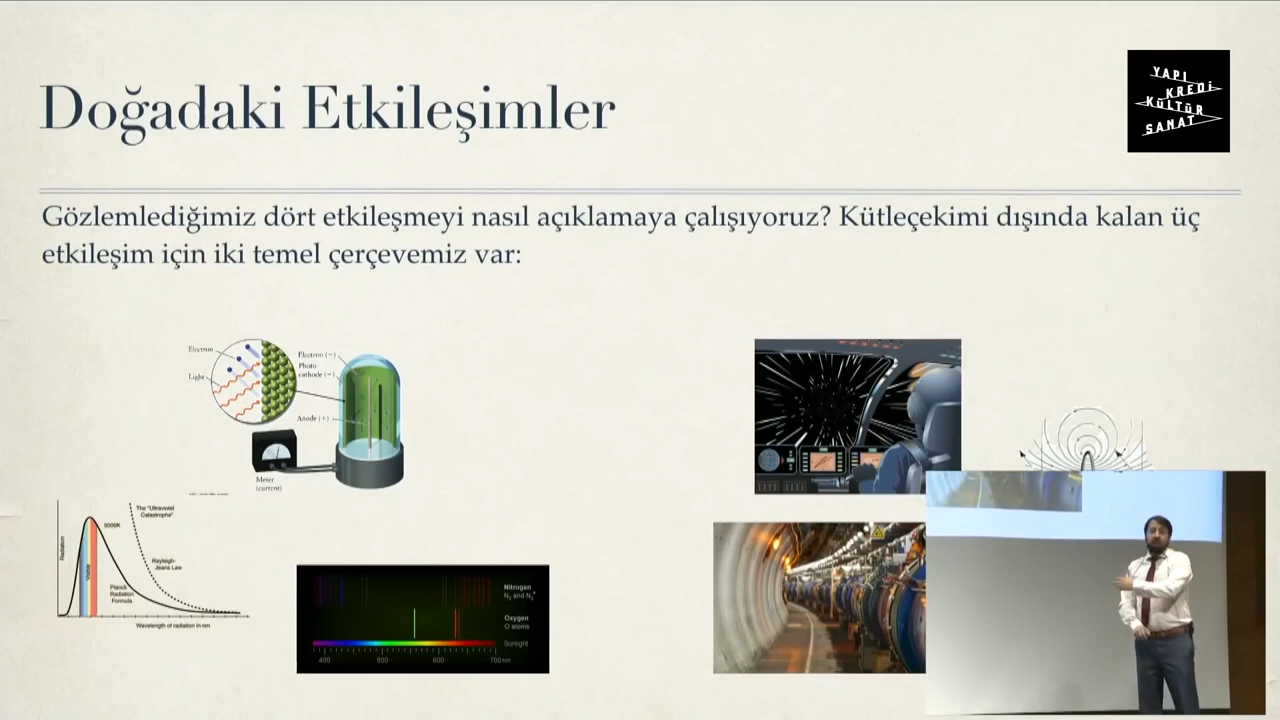 Doğadaki Etkileşimler
YAPI
KREDİ
KÜLTÜR
SANAT
Gözlemlediğimiz dört etkileşmeyi nasıl açıklamaya çalışıyoruz? Kütleçekimi dışında kalan üç
etkileşim için iki temel çerçevemiz var:
Electron
Light
Electron (−)
Photo
cathode (−)
Anode (+)
Meter
(current)
The "Ultraviolet
Catastrophe"
5000K
Radiation
Visible
Rayleigh-
Jeans Law
Planck
Radiation
Formula
Wavelength of radiation in nm
Nitrogen
N2 and N2+
Oxygen
O atoms
Sunlight
400 500 600 700nm